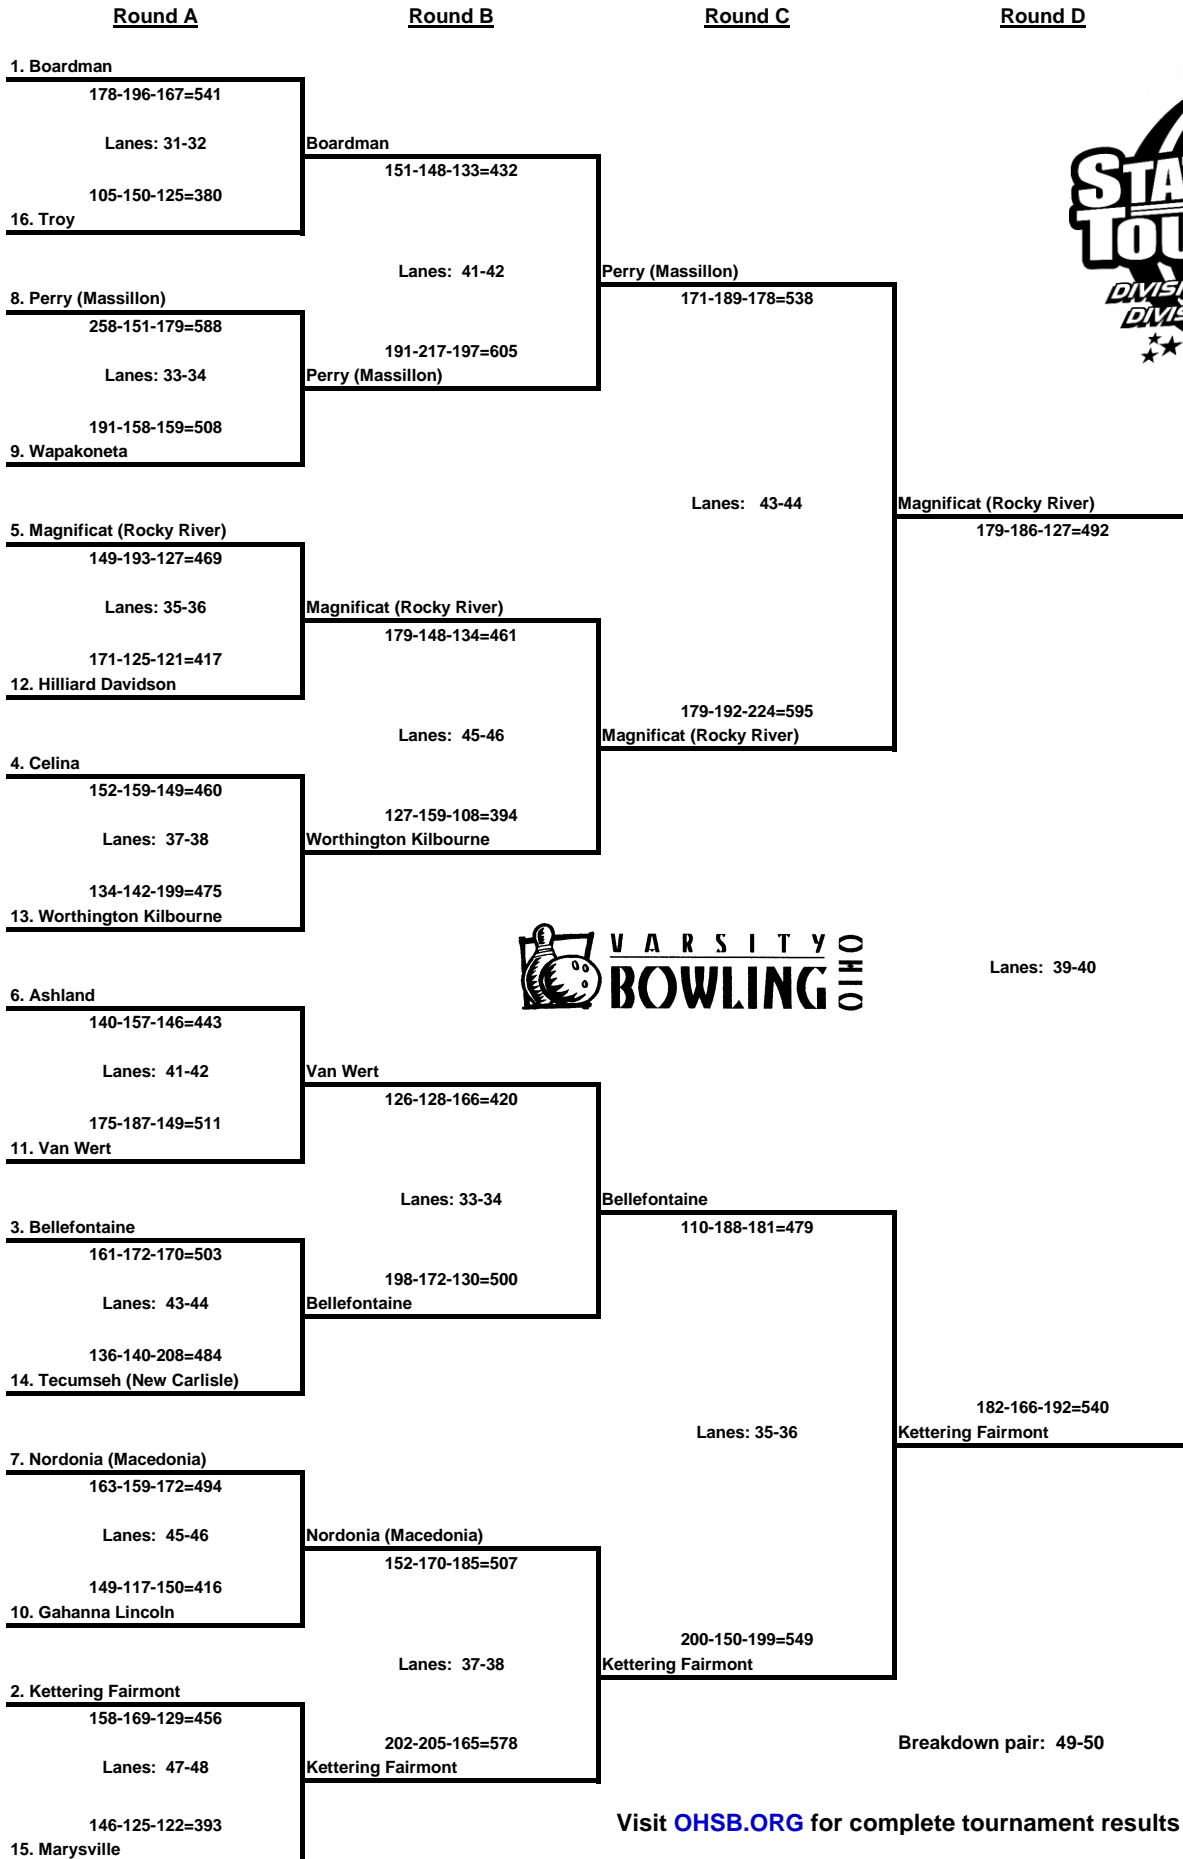 Round A Round B Round C Round D
1. Boardman
178-196-167=541
Lanes: 31-32
105-150-125=380
16. Troy
8. Perry (Massillon)
258-151-179=588
Lanes: 33-34
191-158-159=508
9. Wapakoneta
5. Magnificat (Rocky River)
149-193-127=469
Lanes: 35-36
171-125-121=417
12. Hilliard Davidson
4. Celina
152-159-149=460
Lanes: 37-38
134-142-199=475
13. Worthington Kilbourne
6. Ashland
140-157-146=443
Lanes: 41-42
175-187-149=511
11. Van Wert
3. Bellefontaine
161-172-170=503
Lanes: 43-44
136-140-208=484
14. Tecumseh (New Carlisle)
7. Nordonia (Macedonia)
163-159-172=494
Lanes: 45-46
149-117-150=416
10. Gahanna Lincoln
2. Kettering Fairmont
158-169-129=456
Lanes: 47-48
146-125-122=393
15. Marysville
Boardman
151-148-133=432
Lanes: 41-42
191-217-197=605
Perry (Massillon)
Magnificat (Rocky River)
179-148-134=461
Lanes: 45-46
127-159-108=394
Worthington Kilbourne
Van Wert
126-128-166=420
Lanes: 33-34
198-172-130=500
Bellefontaine
Nordonia (Macedonia)
152-170-185=507
Lanes: 37-38
202-205-165=578
Kettering Fairmont
Perry (Massillon)
171-189-178=538
Lanes: 43-44
179-192-224=595
Magnificat (Rocky River)
VARSITY
BOWLING
OHIO
Bellefontaine
110-188-181=479
Lanes: 35-36
200-150-199=549
Kettering Fairmont
Magnificat (Rocky River)
179-186-127=492
Lanes: 39-40
182-166-192=540
Kettering Fairmont
Breakdown pair: 49-50
Visit OHSB.ORG for complete tournament results